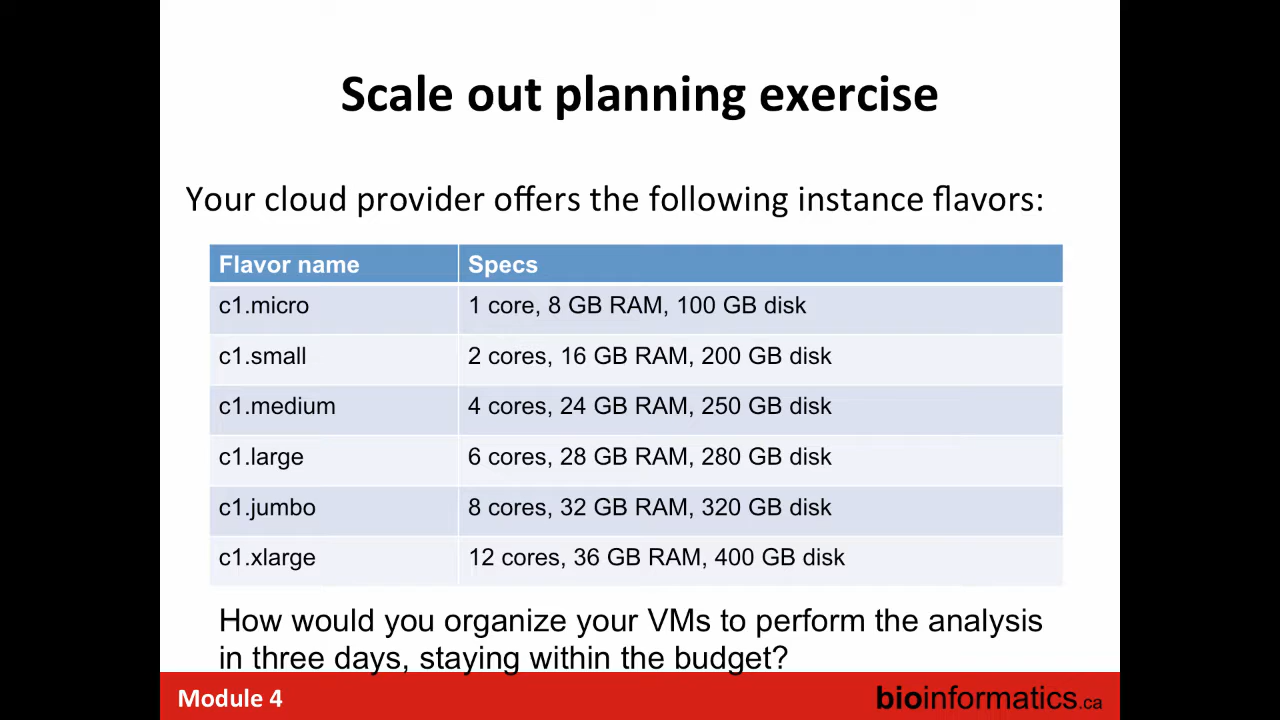 Scale out planning exercise
Your cloud provider offers the following instance flavors:
Flavor name Specs
c1.micro 1 core, 8 GB RAM, 100 GB disk
c1.small 2 cores, 16 GB RAM, 200 GB disk
c1.medium 4 cores, 24 GB RAM, 250 GB disk
c1.large 6 cores, 28 GB RAM, 280 GB disk
c1.jumbo 8 cores, 32 GB RAM, 320 GB disk
c1.xlarge 12 cores, 36 GB RAM, 400 GB disk
How would you organize your VMs to perform the analysis
in three days, staying within the budget?
Module 4 bioinformatics.ca